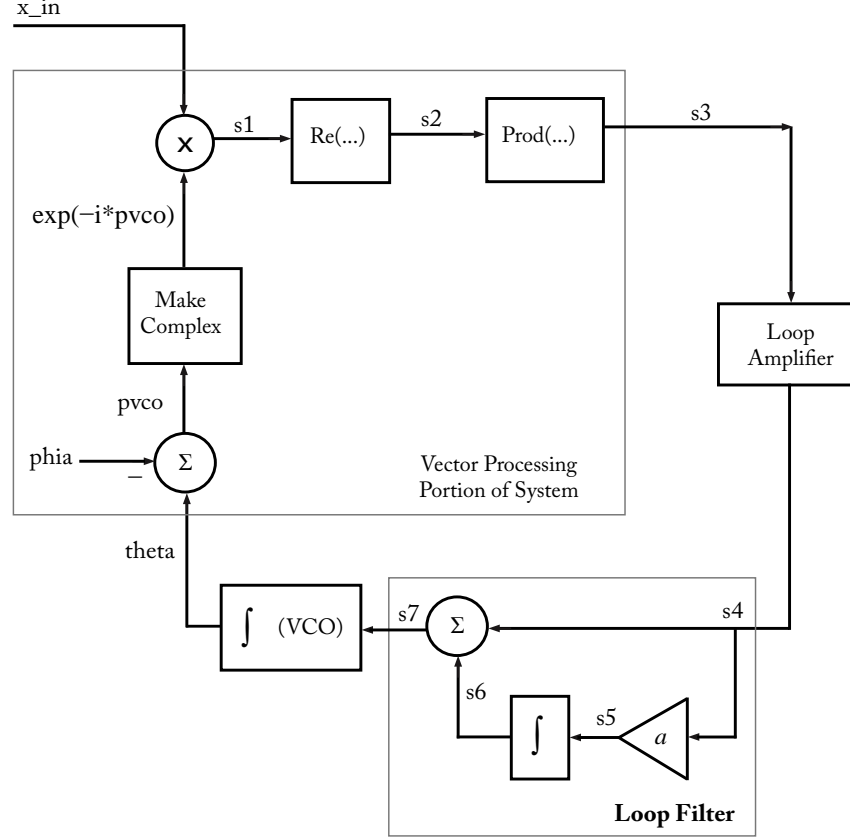 x_in
x
s1
Re(...)
s2
Prod(...)
s3
exp(−i*pvco)
Make
Complex
Loop
Amplifier
pvco
phia
−
Σ
Vector Processing
Portion of System
theta
∫ (VCO)
s7
Σ
s4
s6
∫
s5
a
Loop Filter